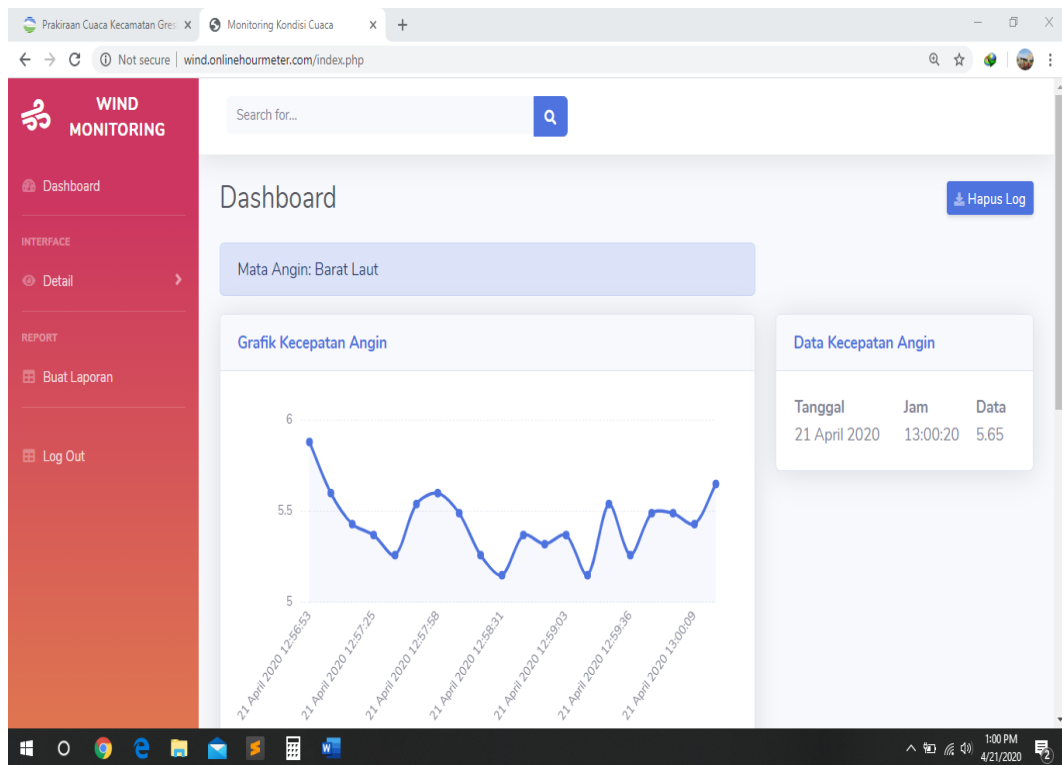 Prakiraan Cuaca Kecamatan Gres
Monitoring Kondisi Cuaca
Not secure | wind.onlinehourmeter.com/index.php
WIND
MONITORING
Search for...
Dashboard
Dashboard
Hapus Log
INTERFACE
Detail
Mata Angin: Barat Laut
REPORT
Buat Laporan
Log Out
Grafik Kecepatan Angin
6
5.5
5
21 April 2020 12:56:53
21 April 2020 12:57:25
21 April 2020 12:57:58
21 April 2020 12:58:31
21 April 2020 12:59:03
21 April 2020 12:59:36
21 April 2020 13:00:09
Data Kecepatan Angin
Tanggal Jam Data
21 April 2020 13:00:20 5.65
1:00 PM
4/21/2020
2